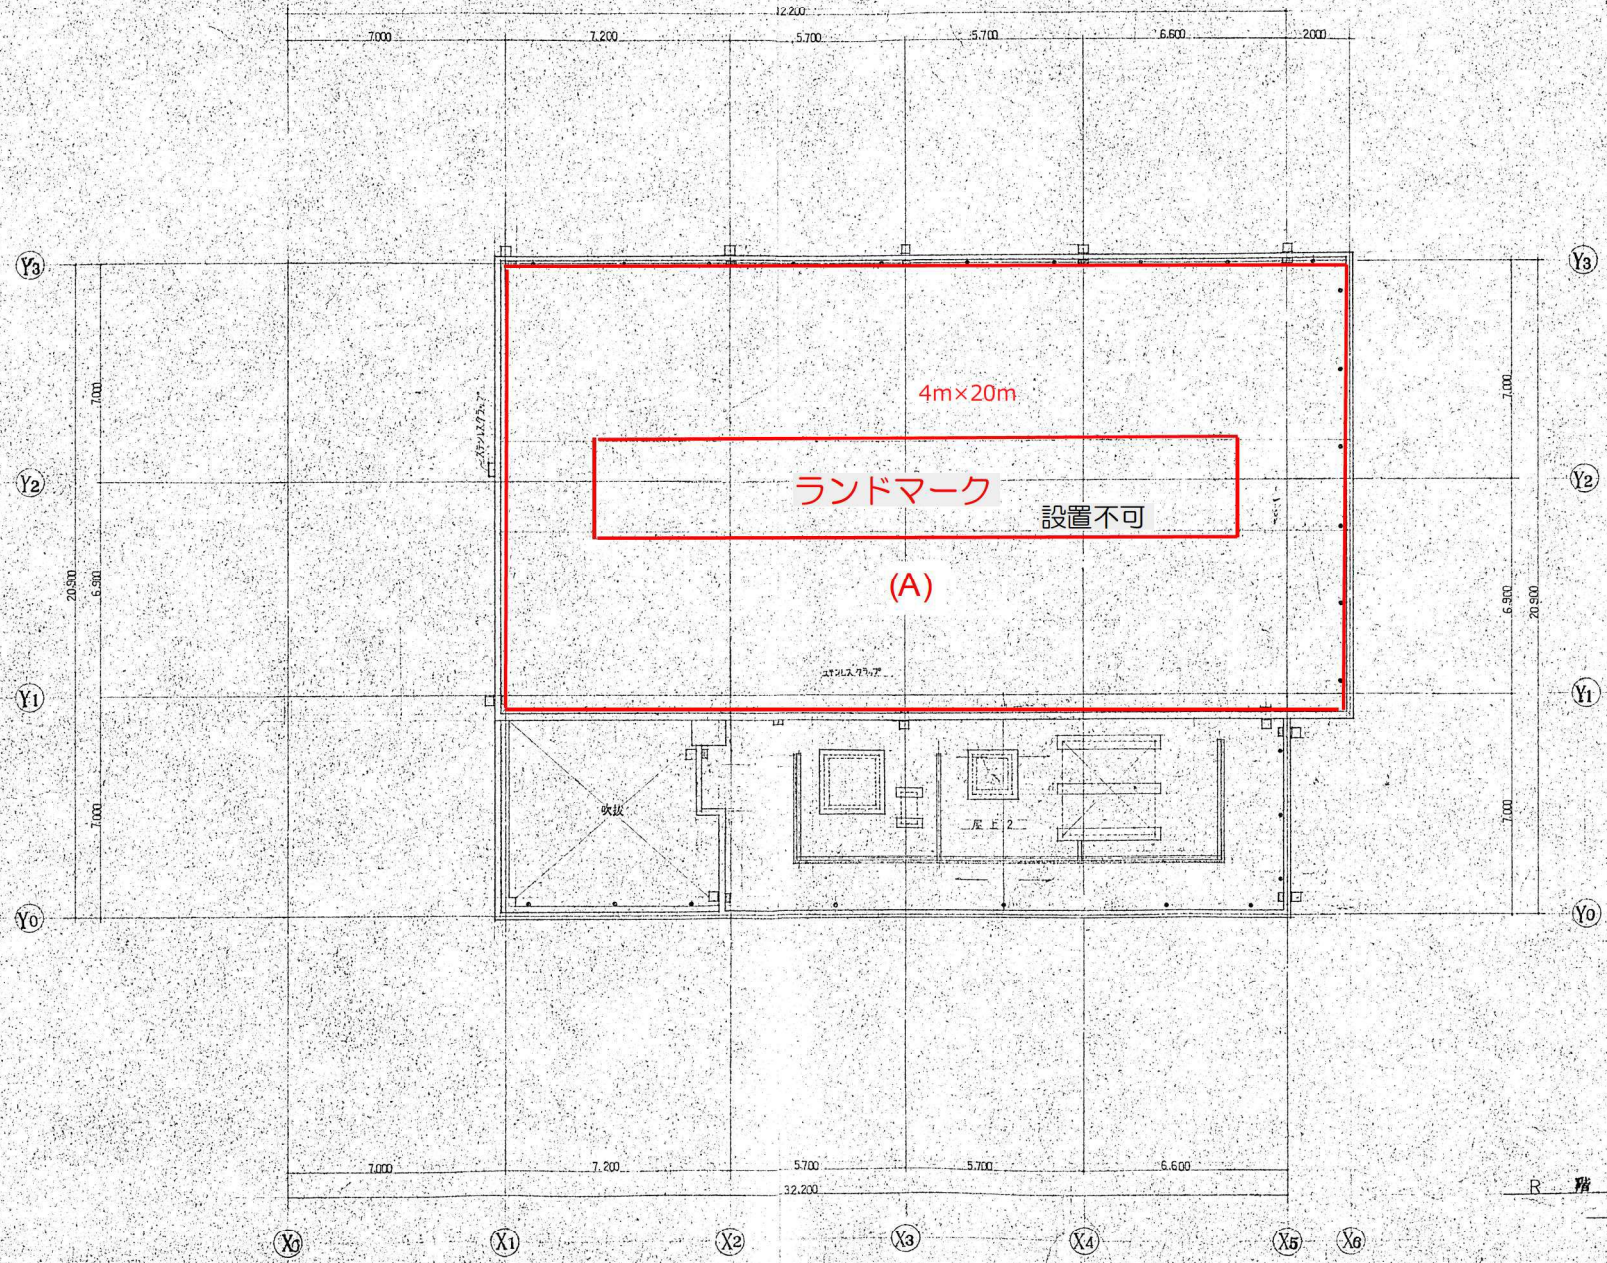 12.200
7.000 7.200 5.700 5.700 6.600 2.000
Y3 Y3
7.000 7.000
4m×20m
ステンレスクラップ
Y2 Y2
ランドマーク
設置不可
(A)
20.900 6.900 6.900 20.900
ステンレスクラップ
Y1 Y1
吹抜
屋上2
7.000 7.000
Y0 Y0
7.000 7.200 5.700 5.700 6.600
32.200
R 階
X0 X1 X2 X3 X4 X5 X6